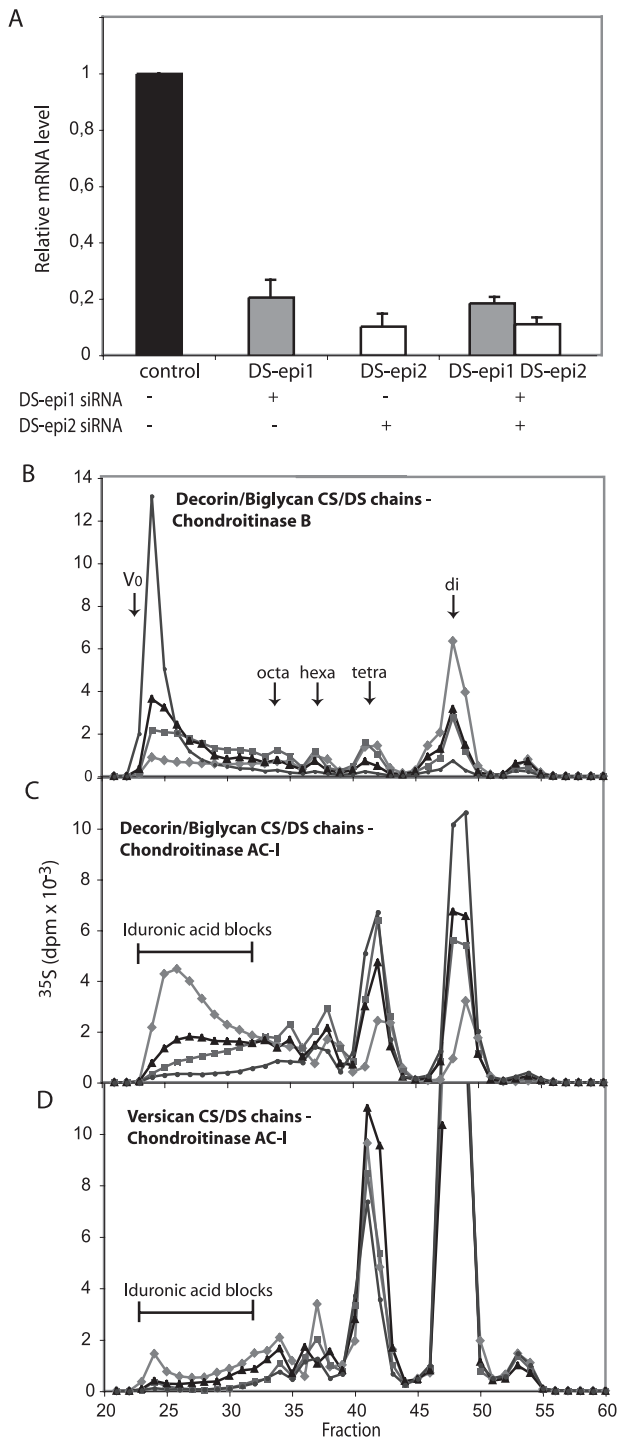 A
Relative mRNA level
1
0,8
0,6
0,4
0,2
0
control DS-epi1 DS-epi2 DS-epi1 DS-epi2
DS-epi1 siRNA - + - +
DS-epi2 siRNA - - + +
B
14
12
10
8
6
4
2
0
Decorin/Biglycan CS/DS chains -
Chondroitinase B
V0
octa hexa tetra
di
C
10
8
6
4
2
0
Decorin/Biglycan CS/DS chains -
Chondroitinase AC-I
Iduronic acid blocks
35S (dpm x 10-3)
D
10
8
6
4
2
0
Versican CS/DS chains -
Chondroitinase AC-I
Iduronic acid blocks
20 25 30 35 40 45 50 55 60
Fraction